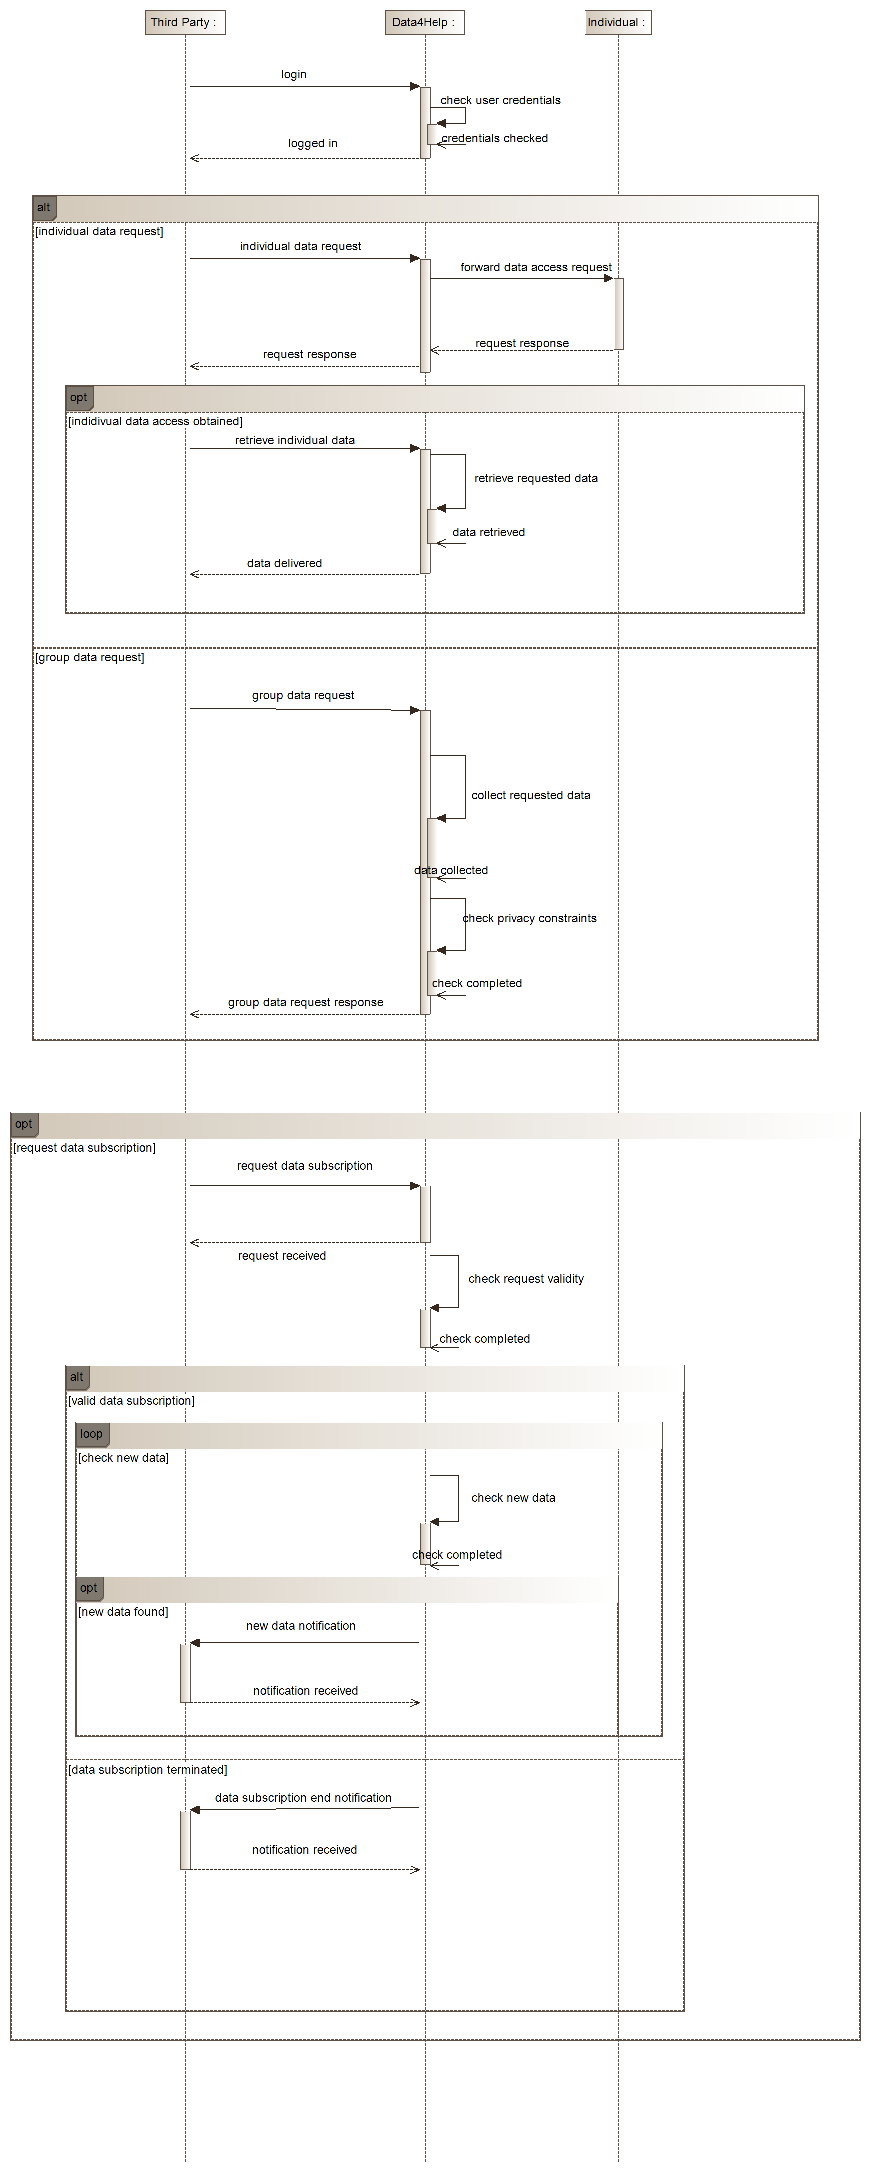 Third Party :
Data4Help :
Individual :
login
check user credentials
credentials checked
logged in
alt
[individual data request]
individual data request
forward data access request
request response
request response
opt
[indidivual data access obtained]
retrieve individual data
retrieve requested data
data retrieved
data delivered
[group data request]
group data request
collect requested data
data collected
check privacy constraints
check completed
group data request response
opt
[request data subscription]
request data subscription
request received
check request validity
check completed
alt
[valid data subscription]
loop
[check new data]
check new data
check completed
opt
[new data found]
new data notification
notification received
[data subscription terminated]
data subscription end notification
notification received